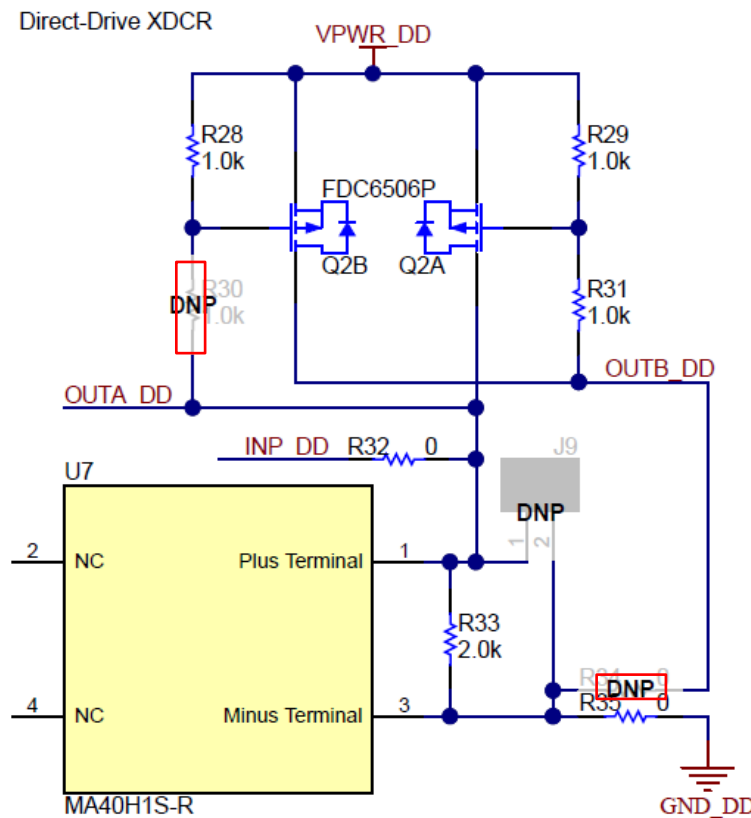 Direct-Drive XDCR
VPWR_DD
R28
1.0k
R29
1.0k
FDC6506P
Q2B
Q2A
R30
1.0k
DNP
R31
1.0k
OUTB_DD
OUTA_DD
INP_DD
R32
0
J9
DNP
1
2
U7
2
NC
Plus Terminal
1
R33
2.0k
R34
0
DNP
4
NC
Minus Terminal
3
R35
0
MA40H1S-R
GND_DD